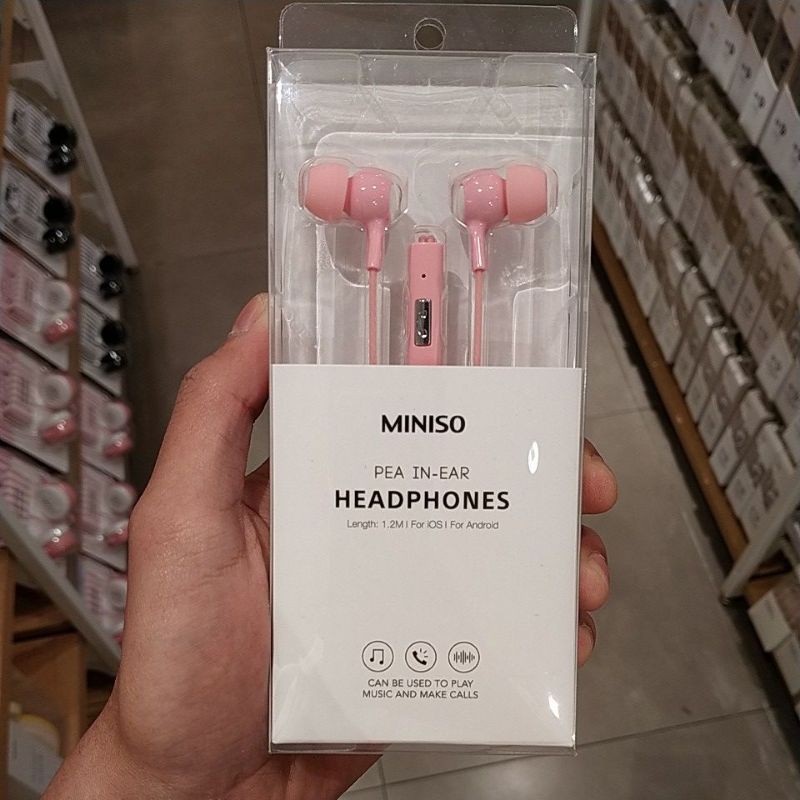 MINISO
PEA IN-EAR
HEADPHONES
Length: 1.2M I For iOS I For Android
CAN BE USED TO PLAY
MUSIC AND MAKE CALLS